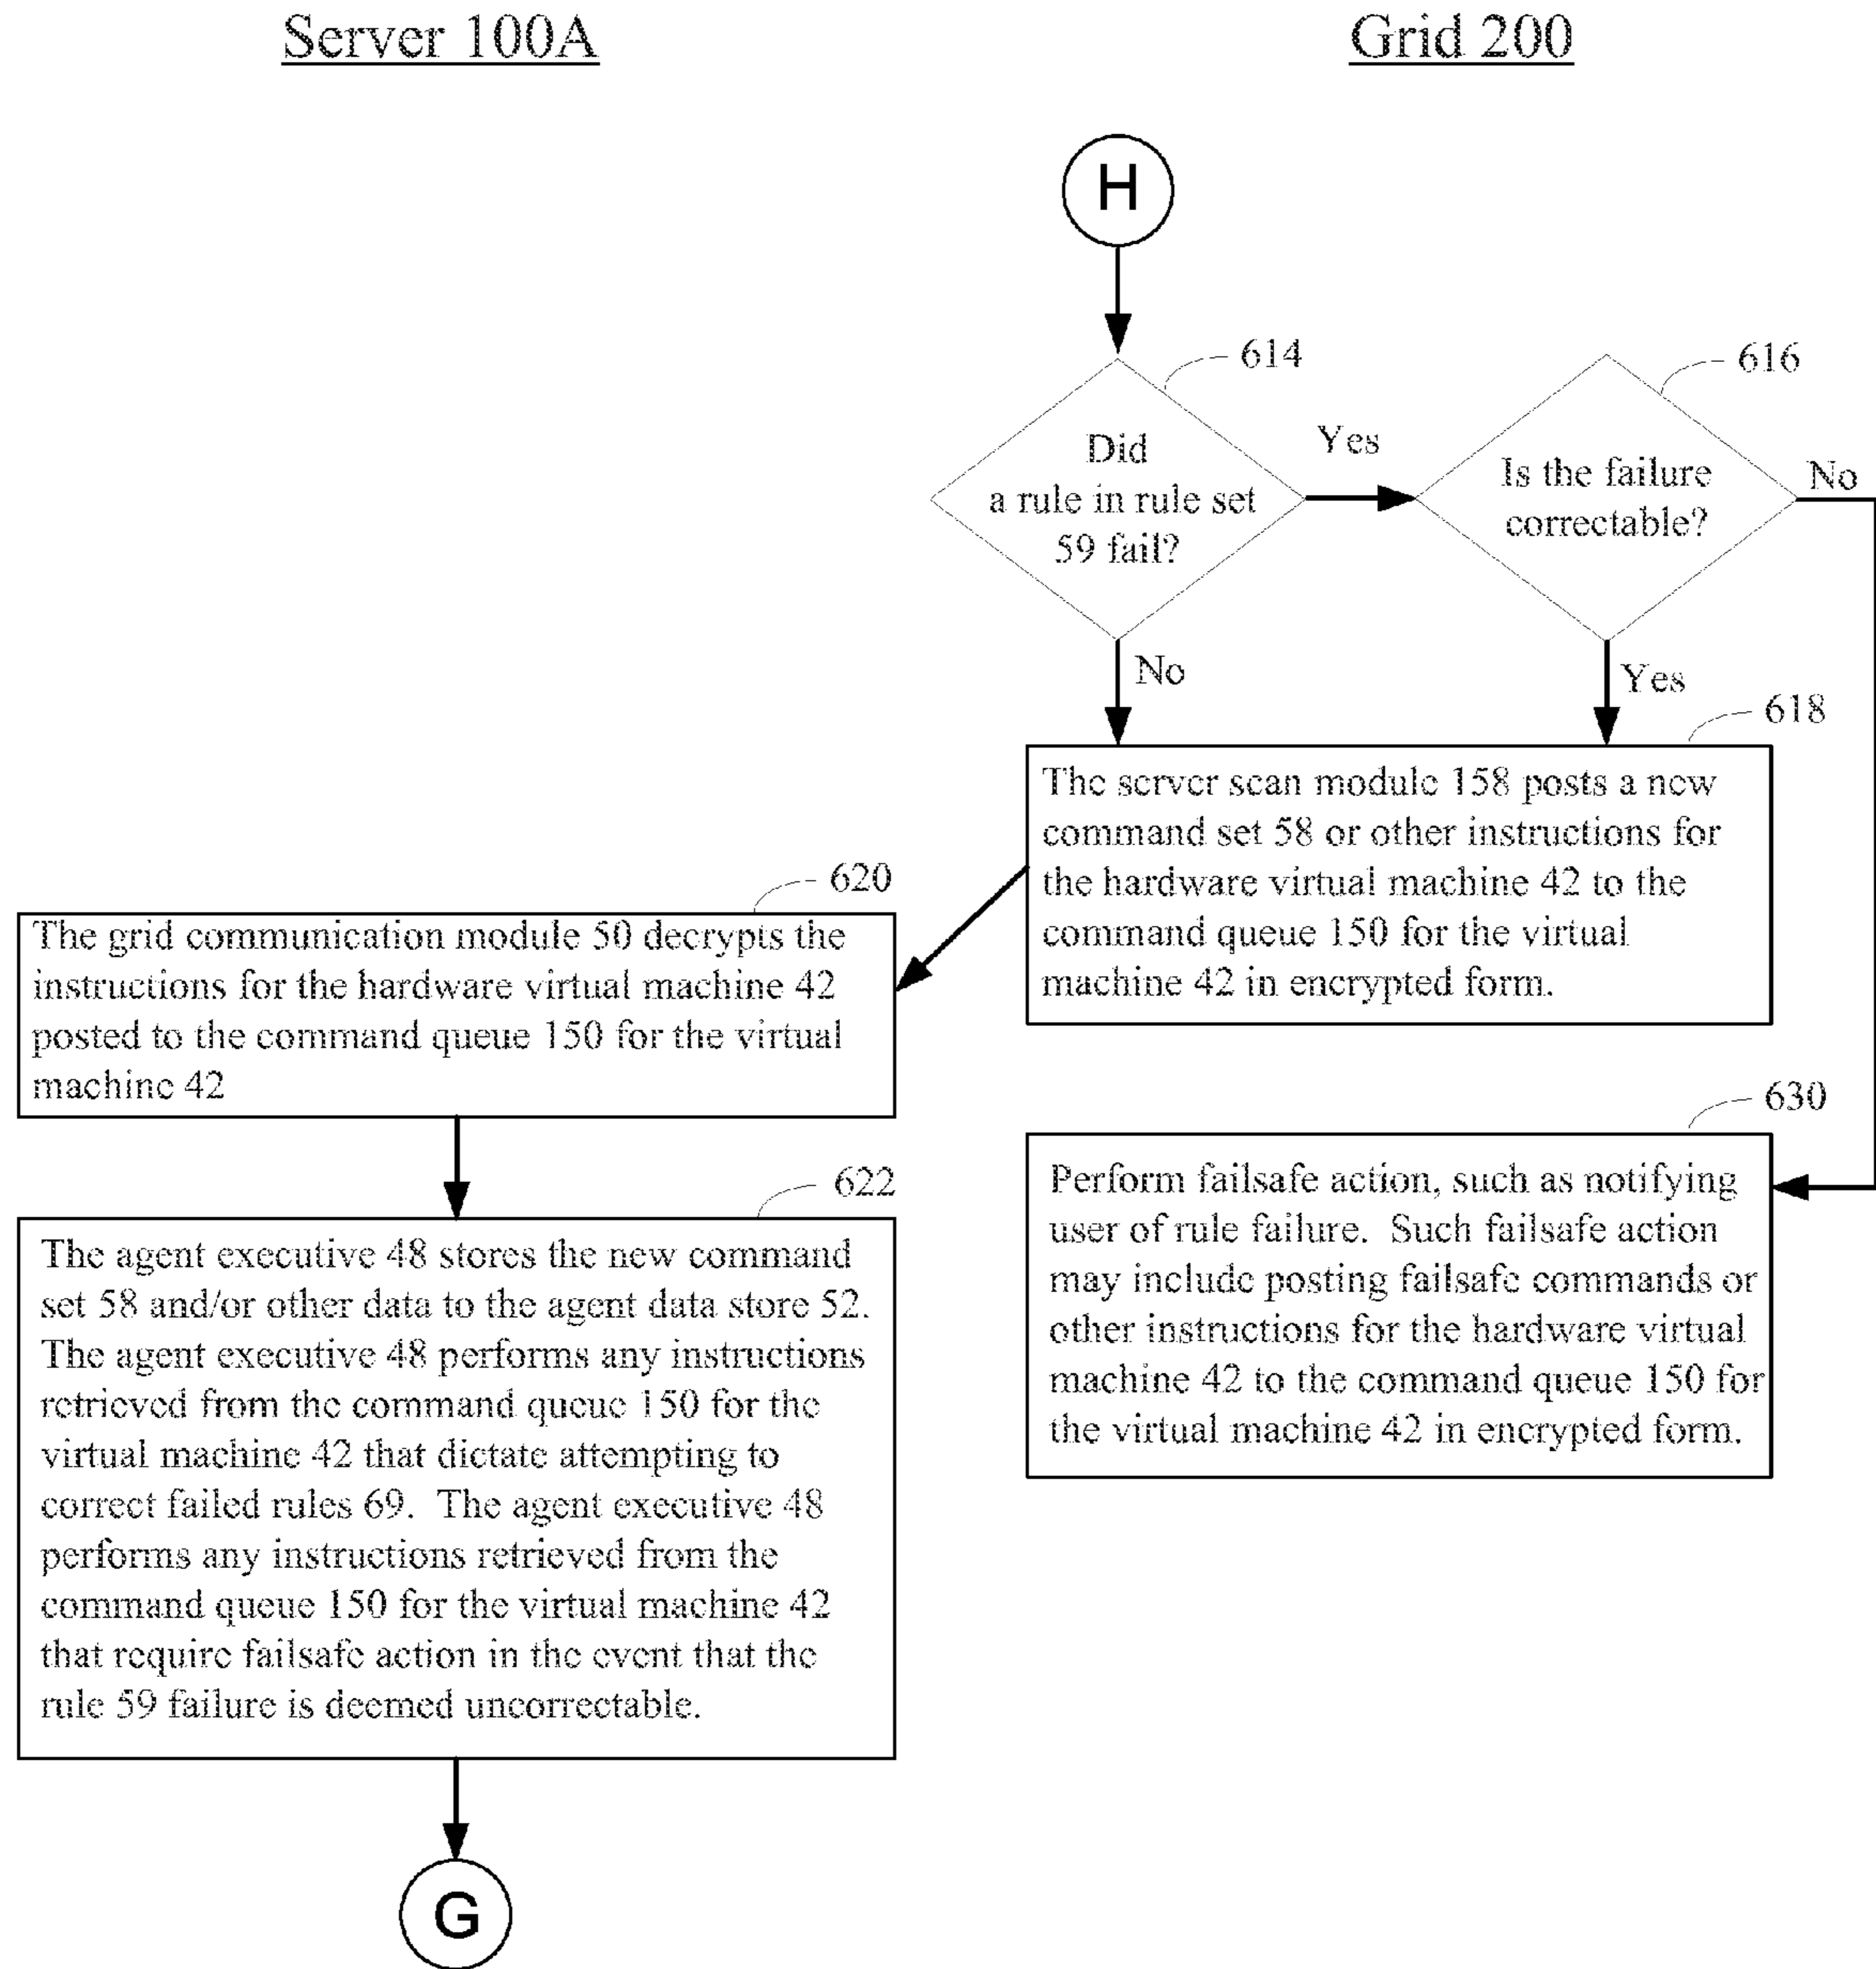 Server 100A
Grid 200
H
614
616
Did
a rule in rule set
59 fail?
Yes
Is the failure
correctable?
No
No
Yes
618
The server scan module 158 posts a new
command set 58 or other instructions for
the hardware virtual machine 42 to the
command queue 150 for the virtual
machine 42 in encrypted form.
620
The grid communication module 50 decrypts the
instructions for the hardware virtual machine 42
posted to the command queue 150 for the virtual
machine 42
630
Perform failsafe action, such as notifying
user of rule failure.  Such failsafe action
may include posting failsafe commands or
other instructions for the hardware virtual
machine 42 to the command queue 150 for
the virtual machine 42 in encrypted form.
622
The agent executive 48 stores the new command
set 58 and/or other data to the agent data store 52.
The agent executive 48 performs any instructions
retrieved from the command queue 150 for the
virtual machine 42 that dictate attempting to
correct failed rules 69.  The agent executive 48
performs any instructions retrieved from the
command queue 150 for the virtual machine 42
that require failsafe action in the event that the
rule 59 failure is deemed uncorrectable.
G